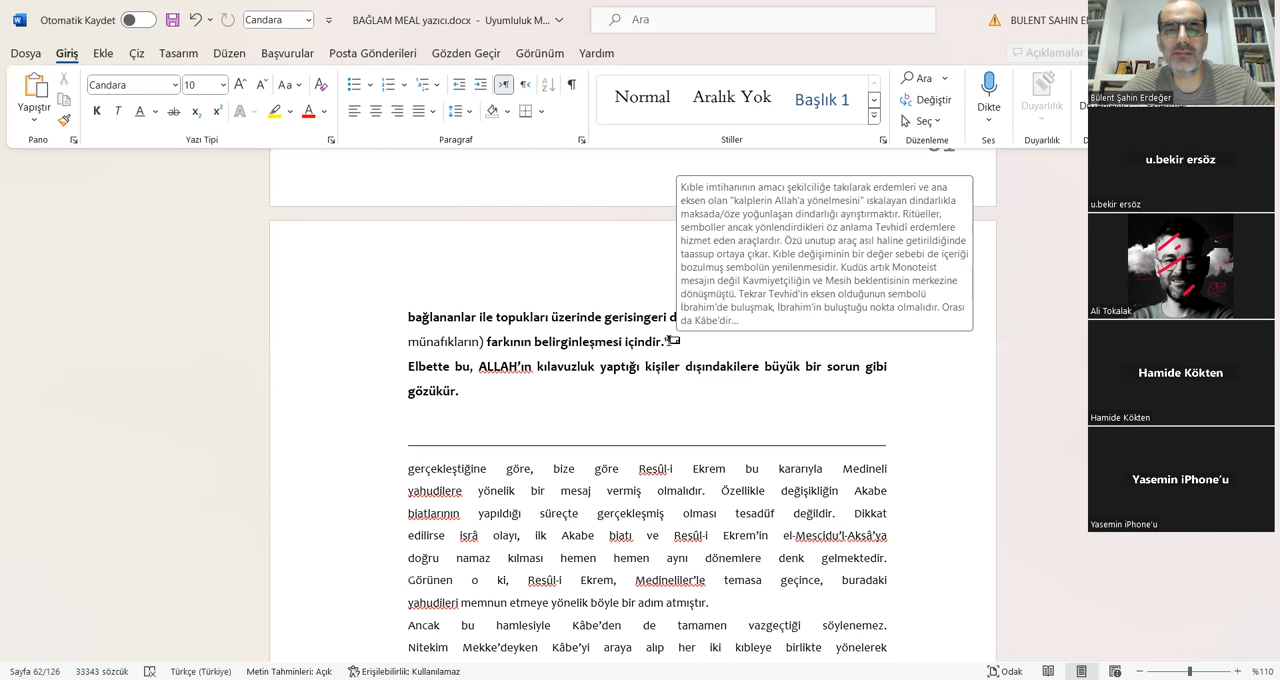 Otomatik Kaydet
Candara
BAĞLAM MEAL yazıcı.docx - Uyumluluk M...
Ara
BULENT SAHIN E
Dosya Giriş Ekle Çiz Tasarım Düzen Başvurular Posta Gönderileri Gözden Geçir Görünüm Yardım
Açıklamalar
Yapıştır
Candara 10
Normal Aralık Yok Başlık 1
Ara
Değiştir
Seç
Dikte
Duyarlılık
Pano Yazı Tipi Paragraf Stiller Düzenleme Ses Duyarlılık
Kıble imtihanının amacı şekilciliğe takılarak erdemleri ve ana
eksen olan "kalplerin Allah'a yönelmesini" ıskalayan dindarlıkla
maksada/öze yoğunlaşan dindarlığı ayrıştırmaktır. Ritüeller,
semboller ancak yönlendirdikleri öz anlama Tevhidî erdemlere
hizmet eden araçlardır. Özü unutup araç asıl haline getirildiğinde
taassup ortaya çıkar. Kıble değişiminin bir değer sebebi de içeriği
bozulmuş sembolün yenilenmesidir. Kudüs artık Monoteist
mesajın değil Kavmiyetçiliğin ve Mesih beklentisinin merkezine
dönüşmüştü. Tekrar Tevhid'in eksen olduğunun sembolü
İbrahim'de buluşmak, İbrahim'in buluştuğu nokta olmalıdır. Orası
da Kâbe'dir...
bağlananlar ile topukları üzerinde gerisingeri d
münafıkların) farkının belirginleşmesi içindir.
Elbette bu, ALLAH'ın kılavuzluk yaptığı kişiler dışındakilere büyük bir sorun gibi
gözükür.
gerçekleştiğine göre, bize göre Resûl-i Ekrem bu kararıyla Medineli
yahudilere yönelik bir mesaj vermiş olmalıdır. Özellikle değişikliğin Akabe
biatlarının yapıldığı süreçte gerçekleşmiş olması tesadüf değildir. Dikkat
edilirse isrâ olayı, ilk Akabe biatı ve Resûl-i Ekrem'in el-Mescidu'l-Aksâ'ya
doğru namaz kılması hemen hemen aynı dönemlere denk gelmektedir.
Görünen o ki, Resûl-i Ekrem, Medineliler'le temasa geçince, buradaki
yahudileri memnun etmeye yönelik böyle bir adım atmıştır.
Ancak bu hamlesiyle Kâbe'den de tamamen vazgeçtiği söylenemez.
Nitekim Mekke'deyken Kâbe'yi araya alıp her iki kıbleye birlikte yönelerek
Sayfa 62/126 33343 sözcük Türkçe (Türkiye) Metin Tahminleri: Açık Erişilebilirlik: Kullanılamaz
Odak
%110
Bülent Şahin Erdeğer
u.bekir ersöz
u.bekir ersöz
Ali Tokalak
Hamide Kökten
Hamide Kökten
Yasemin iPhone'u
Yasemin iPhone'u